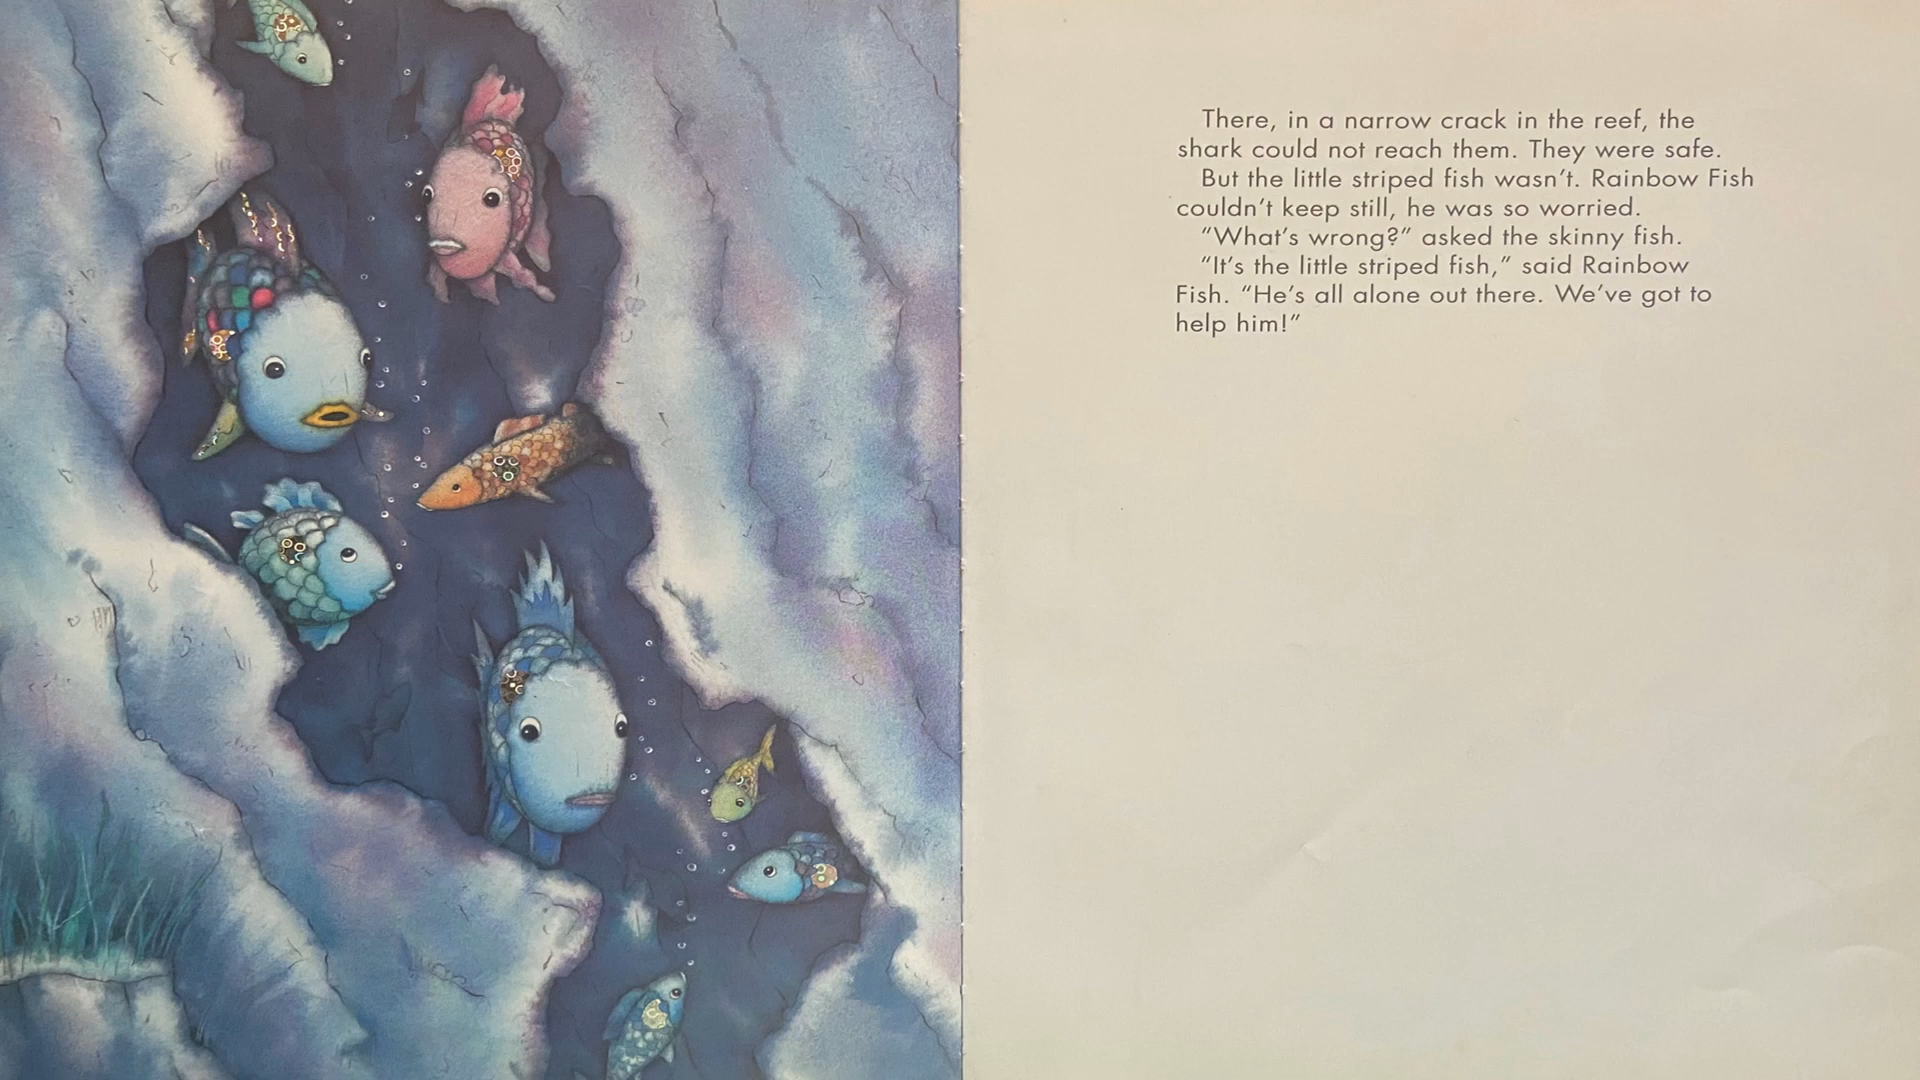 There, in a narrow crack in the reef, the
shark could not reach them. They were safe.
But the little striped fish wasn't. Rainbow Fish
couldn't keep still, he was so worried.
"What's wrong?" asked the skinny fish.
"It's the little striped fish," said Rainbow
Fish. "He's all alone out there. We've got to
help him!"